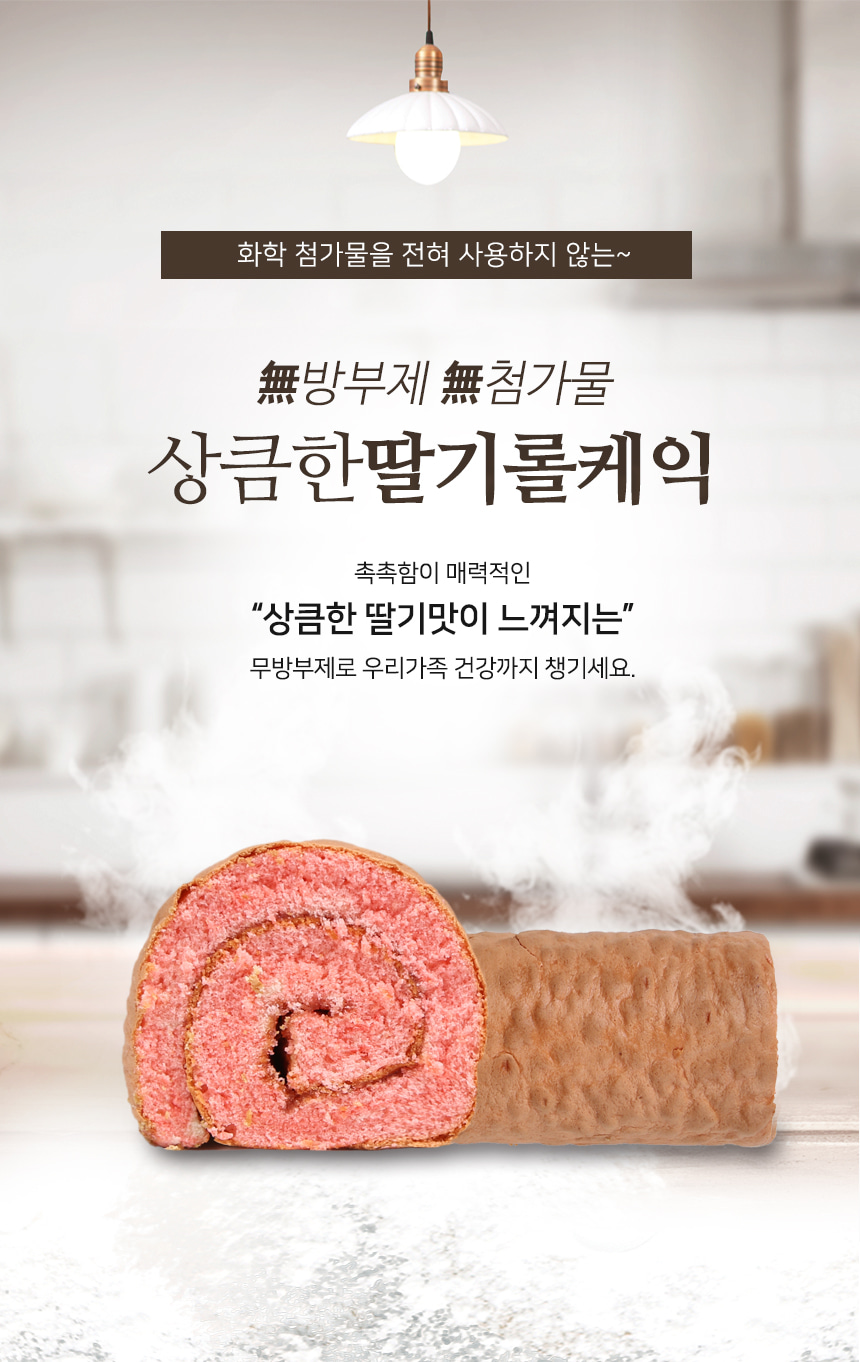 화학 첨가물을 전혀 사용하지 않는~
無방부제 無첨가물
상큼한딸기롤케익
촉촉함이 매력적인
“상큼한 딸기맛이 느껴지는”
무방부제로 우리가족 건강까지 챙기세요.